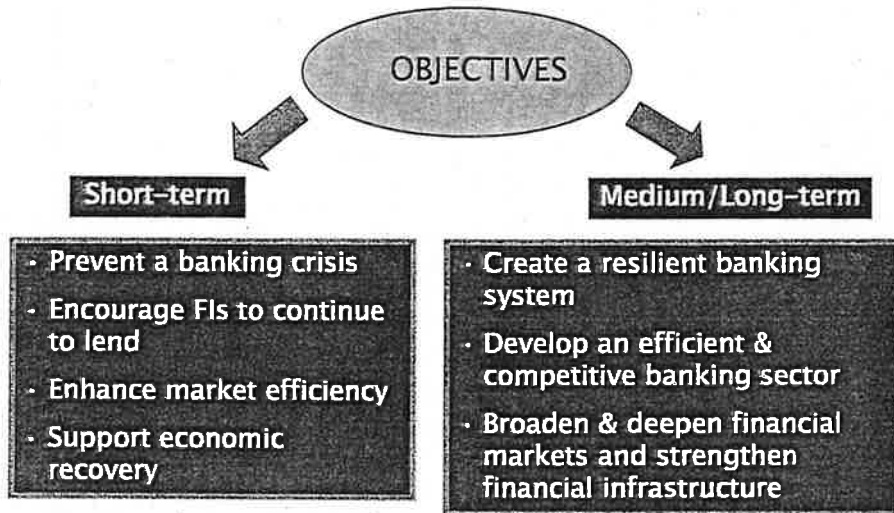 OBJECTIVES
Short-term
· Prevent a banking crisis
· Encourage FIs to continue
to lend
· Enhance market efficiency
· Support economic
recovery
Medium/Long-term
· Create a resilient banking
system
· Develop an efficient &
competitive banking sector
· Broaden & deepen financial
markets and strengthen
financial infrastructure